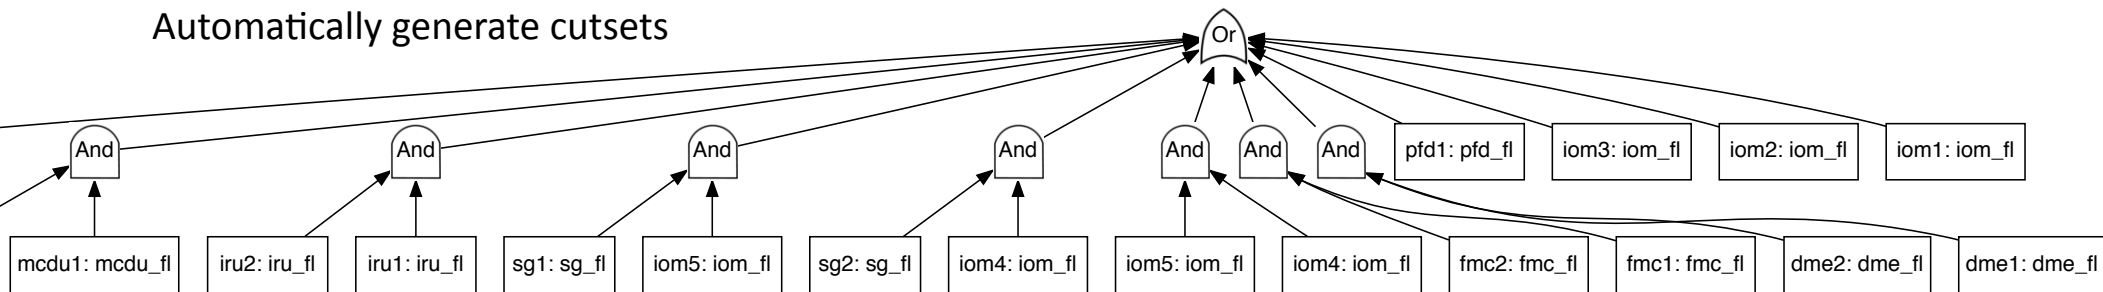 Automatically generate cutsets
Or
And And And And And And And pfd1: pfd_fl iom3: iom_fl iom2: iom_fl iom1: iom_fl
mcdu1: mcdu_fl iru2: iru_fl iru1: iru_fl sg1: sg_fl iom5: iom_fl sg2: sg_fl iom4: iom_fl iom5: iom_fl iom4: iom_fl fmc2: fmc_fl fmc1: fmc_fl dme2: dme_fl dme1: dme_fl